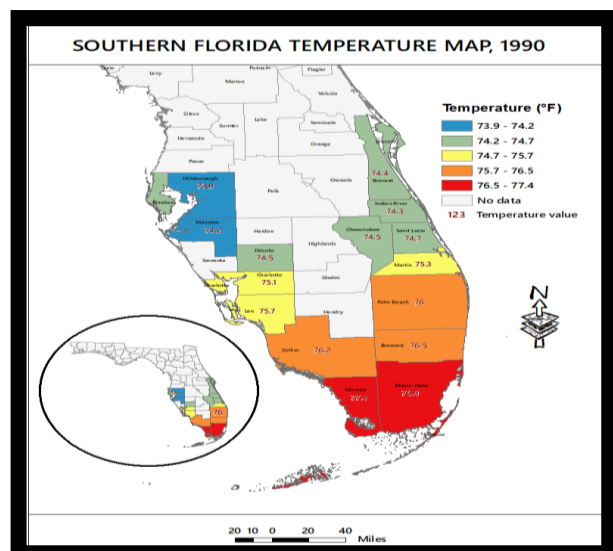 SOUTHERN FLORIDA TEMPERATURE MAP, 1990
Levy
Marion
Putnam
Flagler
Volusia
Citrus
Sumter
Lake
Seminole
Hernando
Orange
Pasco
Hillsborough
73.9
Pinellas
Polk
Osceola
74.4
Brevard
Brevard
Indian River
74.3
Manatee
74.2
Hardee
Highlands
Okeechobee
74.5
Saint Lucie
74.7
Sarasota
Desoto
74.5
Martin 75.3
Charlotte
75.1
Charlotte
Glades
Lee 75.7
Hendry
Palm Beach 76
Collier 76.2
Broward 76.5
Monroe
Miami-Dade
Temperature (°F)
73.9 - 74.2
74.2 - 74.7
74.7 - 75.7
75.7 - 76.5
76.5 - 77.4
No data
123 Temperature value
N
76
20 10 0 20 40
Miles